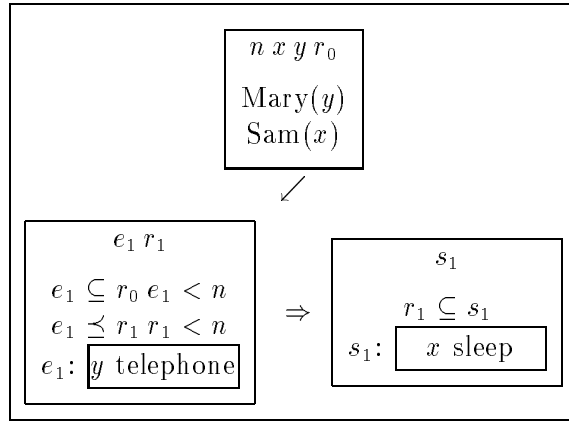 n x y r₀
Mary(y)
Sam(x)
↙
e₁ r₁
e₁ ⊆ r₀ e₁ < n
e₁ ⪯ r₁ r₁ < n
e₁: y telephone
⇒
s₁
r₁ ⊆ s₁
s₁: x sleep